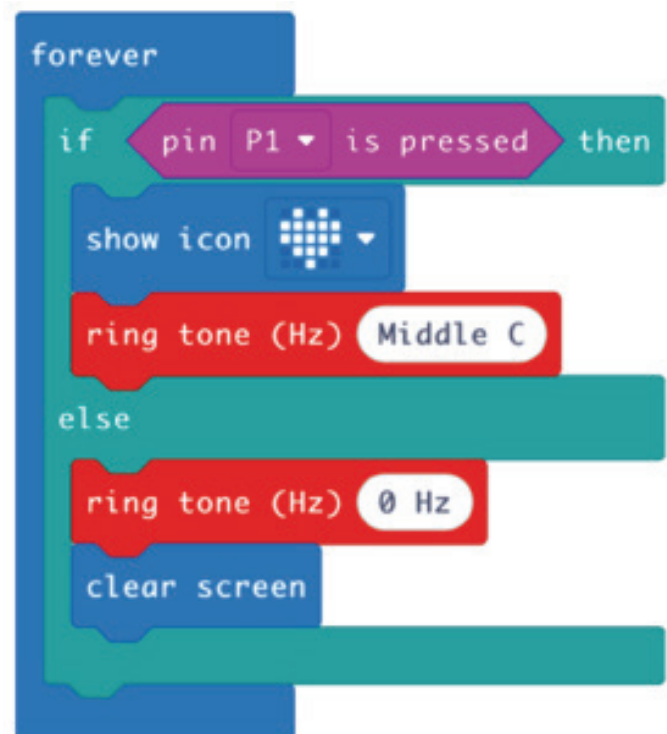 forever
if pin P1 is pressed then
show icon
ring tone (Hz) Middle C
else
ring tone (Hz) 0 Hz
clear screen